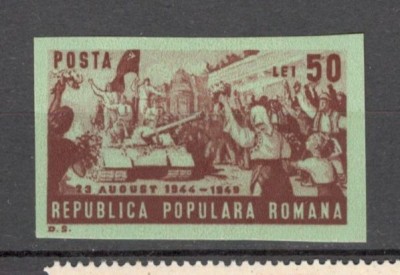 POSTA
LEI 50
23 AUGUST 1944-1949
REPUBLICA POPULARA ROMANA
D.S.